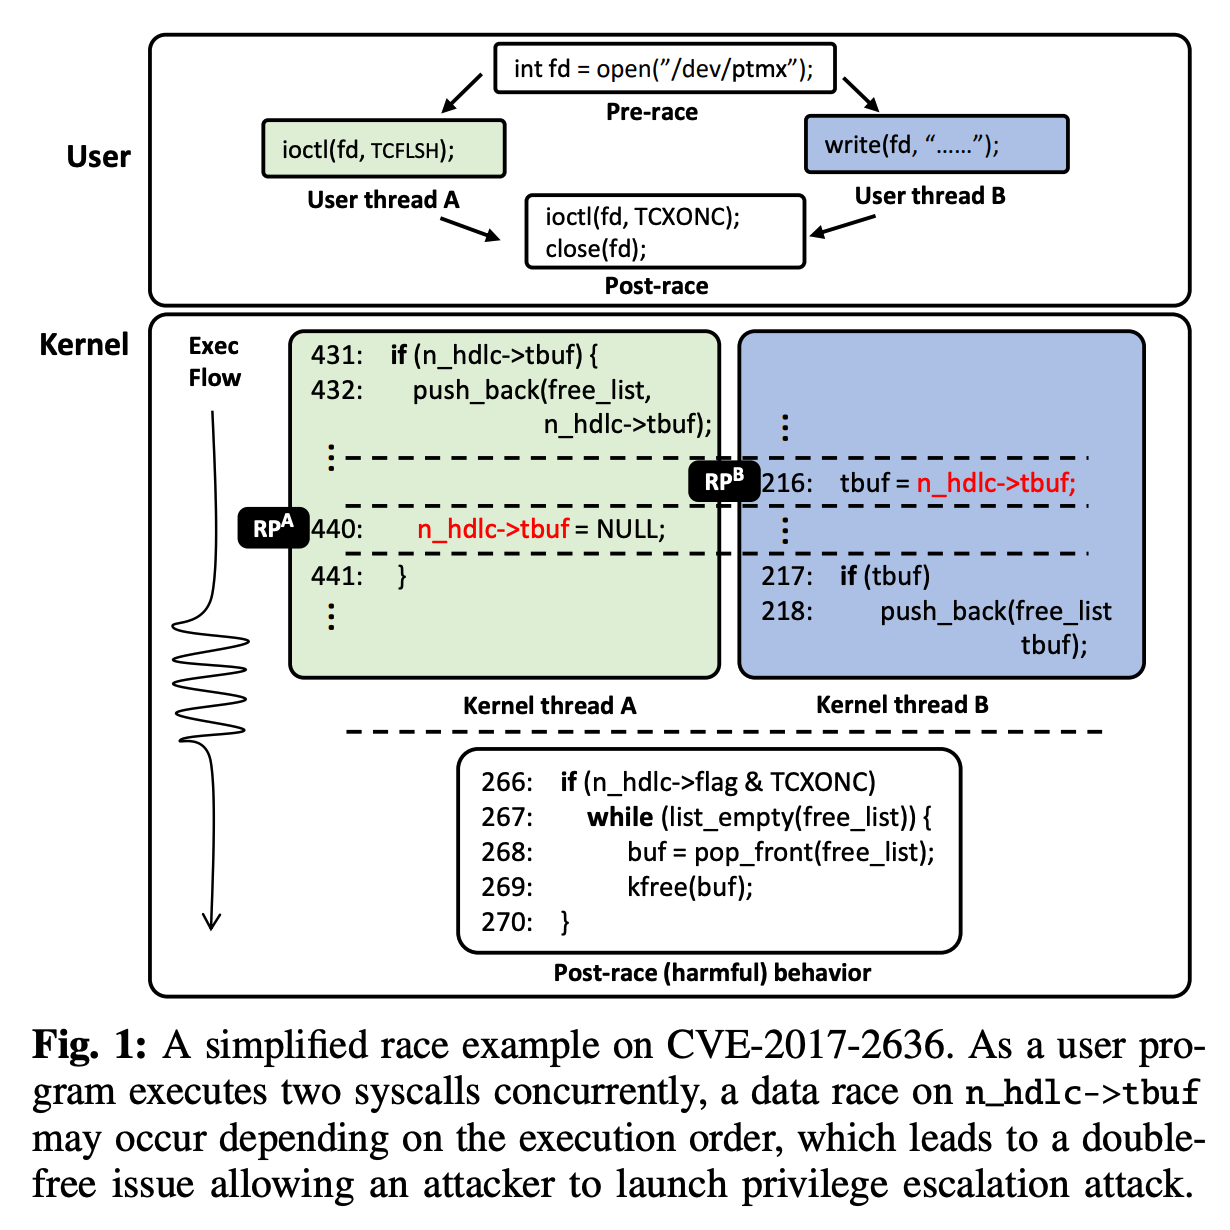 int fd = open(”/dev/ptmx”);
Pre-race
User
ioctl(fd, TCFLSH);
User thread A
write(fd, “......”);
User thread B
ioctl(fd, TCXONC);
close(fd);
Post-race
Kernel
Exec
Flow
431: if (n_hdlc->tbuf) {
432: push_back(free_list,
n_hdlc->tbuf);
⋮
RP^A
440: n_hdlc->tbuf = NULL;
441: }
⋮
Kernel thread A
⋮
RP^B
216: tbuf = n_hdlc->tbuf;
⋮
217: if (tbuf)
218: push_back(free_list
tbuf);
Kernel thread B
266: if (n_hdlc->flag & TCXONC)
267: while (list_empty(free_list)) {
268: buf = pop_front(free_list);
269: kfree(buf);
270: }
Post-race (harmful) behavior
Fig. 1: A simplified race example on CVE-2017-2636. As a user pro-
gram executes two syscalls concurrently, a data race on n_hdlc->tbuf
may occur depending on the execution order, which leads to a double-
free issue allowing an attacker to launch privilege escalation attack.